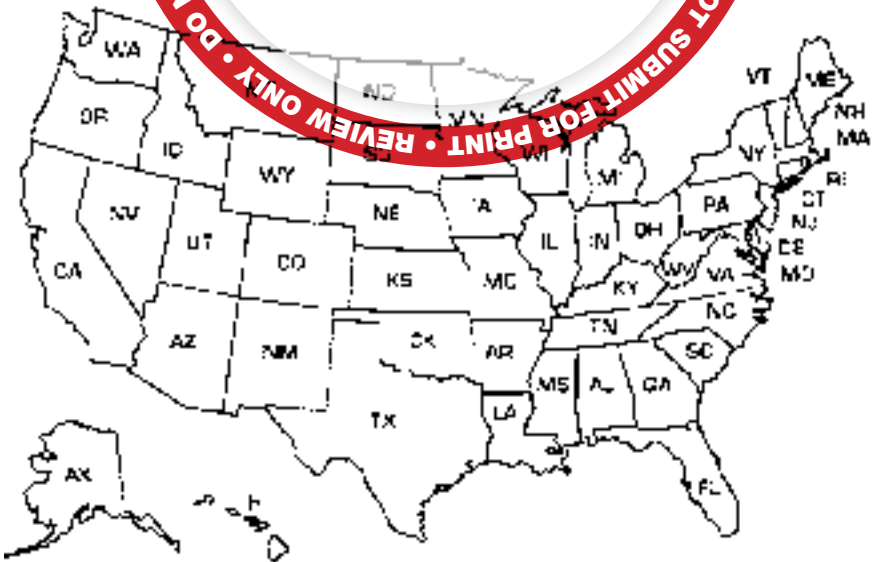 DO
REVIEW ONLY • DO
NOT SUBMIT FOR PRINT •
WA
VT
ME
ND
OR
NH
MA
ID
WI
NY
SD
WY
MI
RI
CT
PA
NE
IA
NJ
NV
OH
UT
IL
IN
DE
CO
WV
VA
MD
CA
KS
MO
KY
NC
TN
AZ
OK
SC
NM
AR
MS
AL
GA
LA
TX
AK
FL